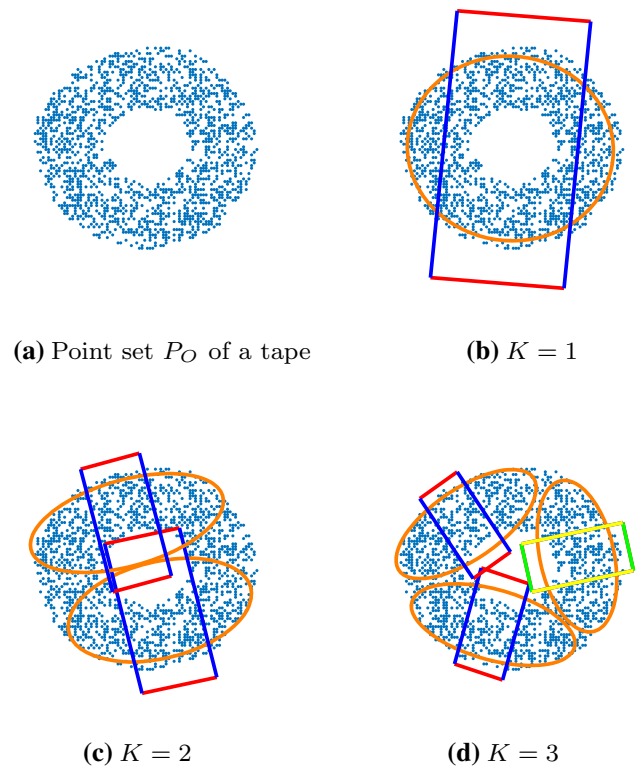 (a) Point set P_O of a tape
(b) K = 1
(c) K = 2
(d) K = 3